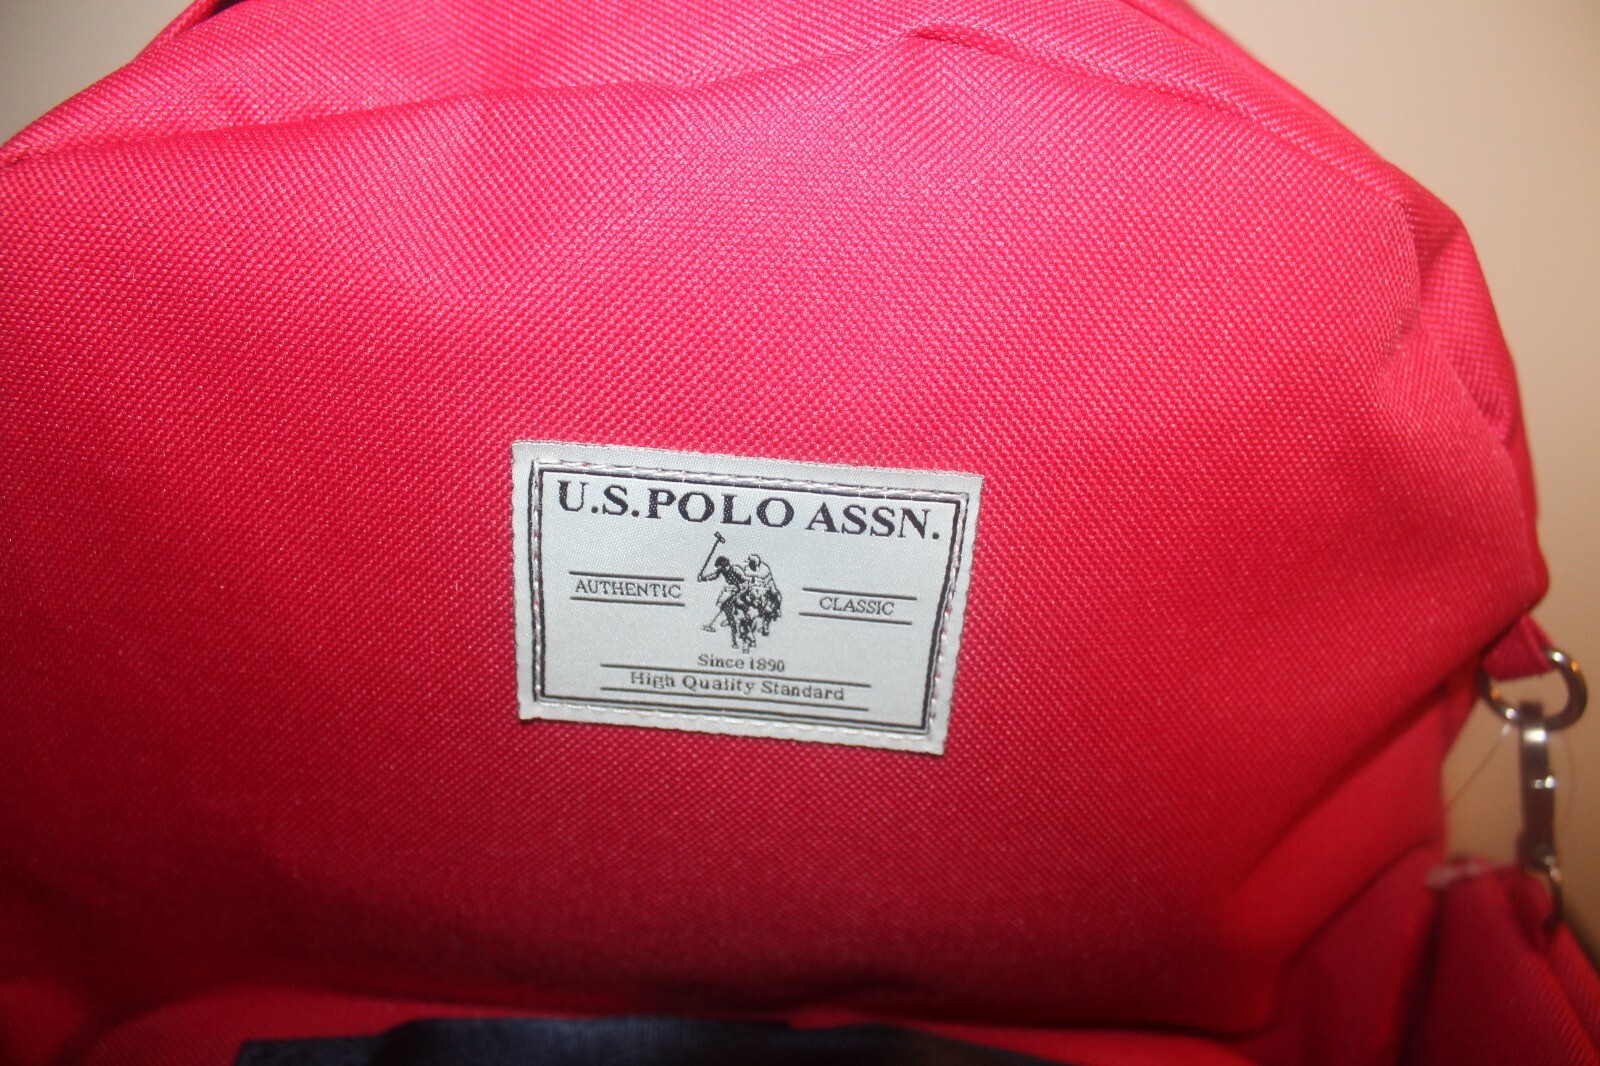 U.S. POLO ASSN.
AUTHENTIC CLASSIC
Since 1890
High Quality Standard